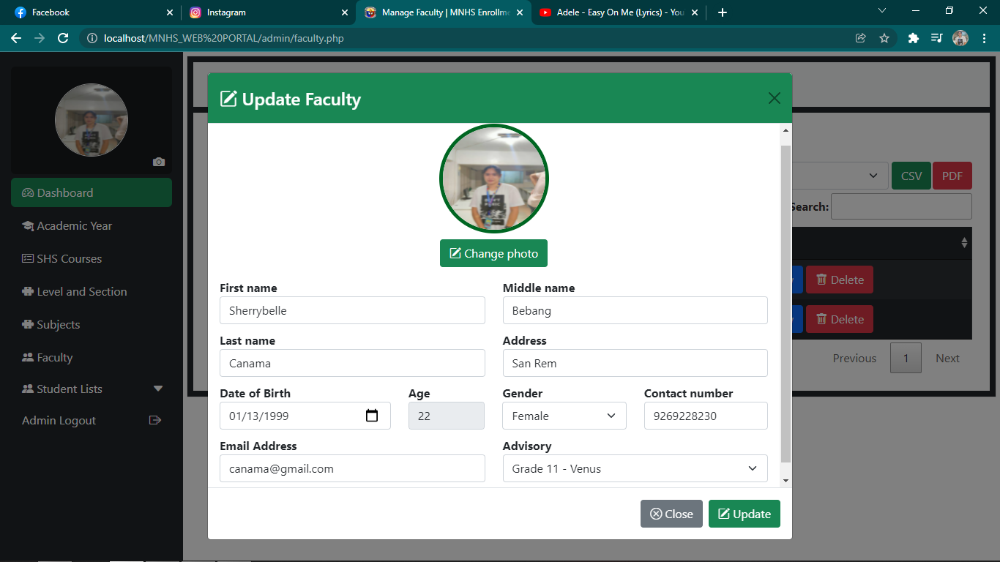 Facebook
Instagram
Manage Faculty | MNHS Enrollme
Adele - Easy On Me (Lyrics) - You
localhost/MNHS_WEB%20PORTAL/admin/faculty.php
Update Faculty
Change photo
First name
Middle name
Sherrybelle
Bebang
Last name
Address
Canama
San Rem
Date of Birth
Age
Gender
Contact number
01/13/1999
22
Female
9269228230
Email Address
Advisory
canama@gmail.com
Grade 11 - Venus
Close
Update
Dashboard
Academic Year
SHS Courses
Level and Section
Subjects
Faculty
Student Lists
Admin Logout
CSV
PDF
Search:
Delete
Delete
Previous
1
Next